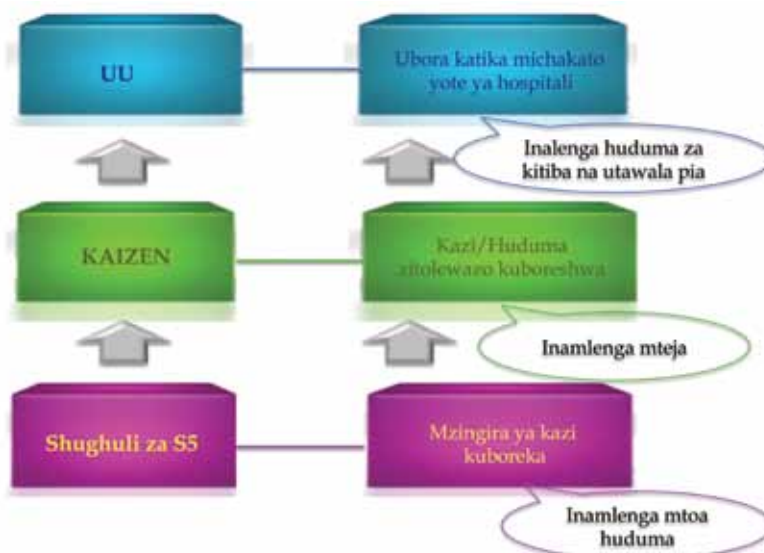 UU
Ubora katika michakato
yote ya hospitali
Inalenga huduma za
kitiba na utawala pia
KAIZEN
Kazi/Huduma
zitolewazo kuboreshwa
Inamlenga mteja
Shughuli za S5
Mzingira ya kazi
kuboreka
Inamlenga mtoa
huduma